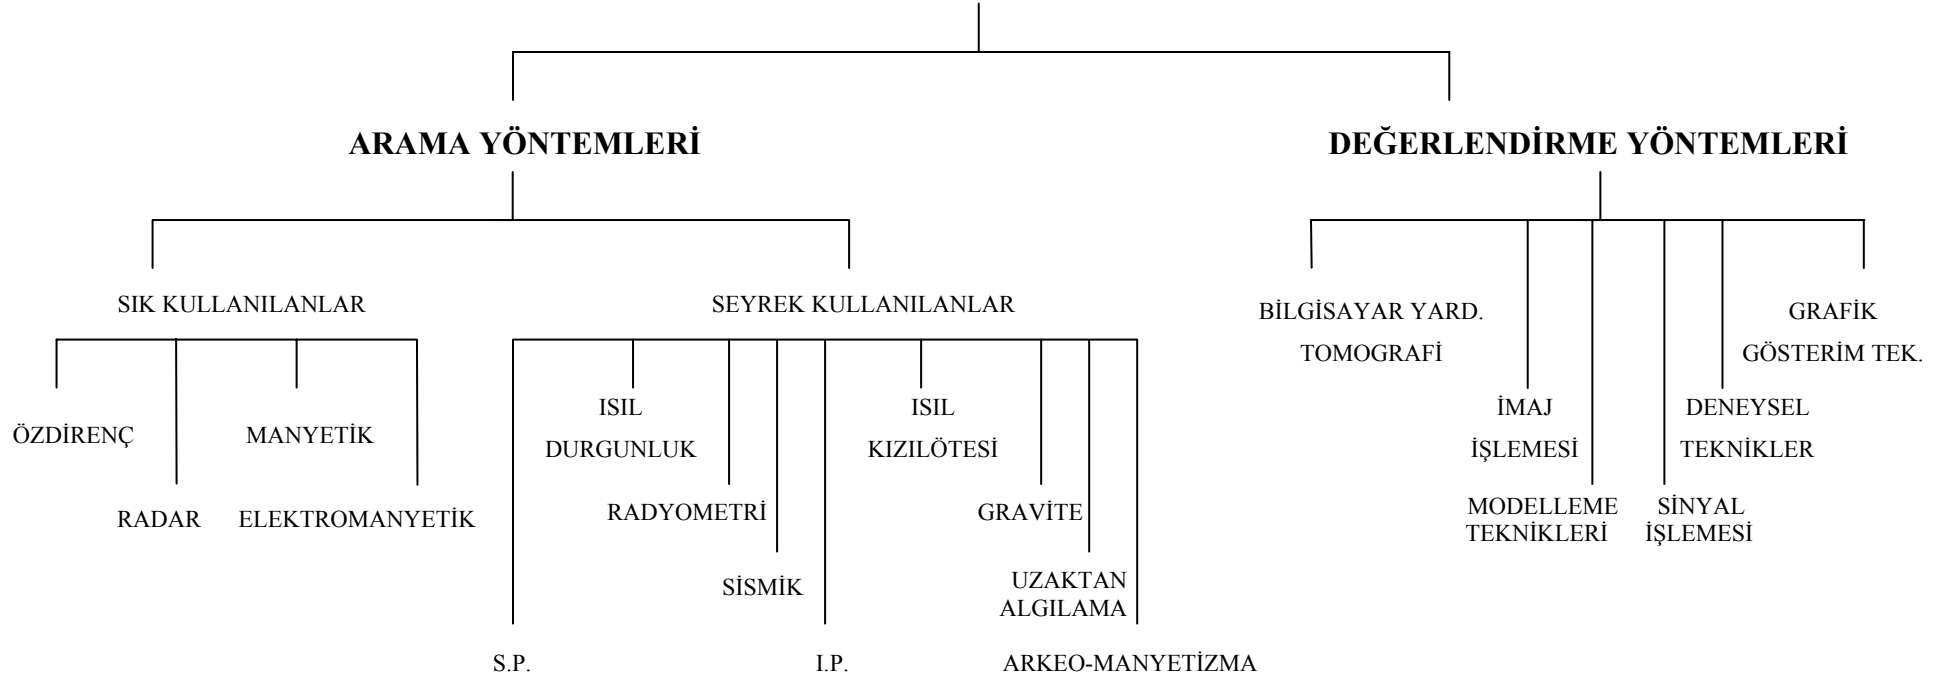 ARAMA YÖNTEMLERİ
DEĞERLENDİRME YÖNTEMLERİ
SIK KULLANILANLAR
SEYREK KULLANILANLAR
BİLGİSAYAR YARD.
TOMOGRAFİ
GRAFİK
GÖSTERİM TEK.
ÖZDİRENÇ
MANYETİK
RADAR
ELEKTROMANYETİK
ISIL
DURGUNLUK
ISIL
KIZILÖTESİ
RADYOMETRİ
GRAVİTE
SİSMİK
UZAKTAN
ALGILAMA
S.P.
I.P.
ARKEO-MANYETİZMA
İMAJ
İŞLEMESİ
DENEYSEL
TEKNİKLER
MODELLEME
TEKNİKLERİ
SİNYAL
İŞLEMESİ